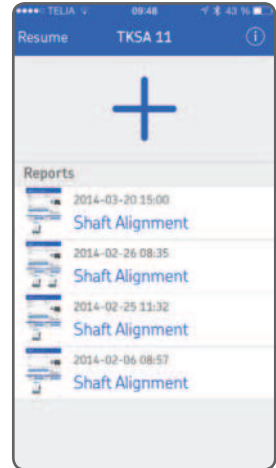 TELIA 09:48 43 %
Resume TKSA 11
Reports
2014-03-20 15:00
Shaft Alignment
2014-02-26 08:35
Shaft Alignment
2014-02-25 11:32
Shaft Alignment
2014-02-06 08:57
Shaft Alignment